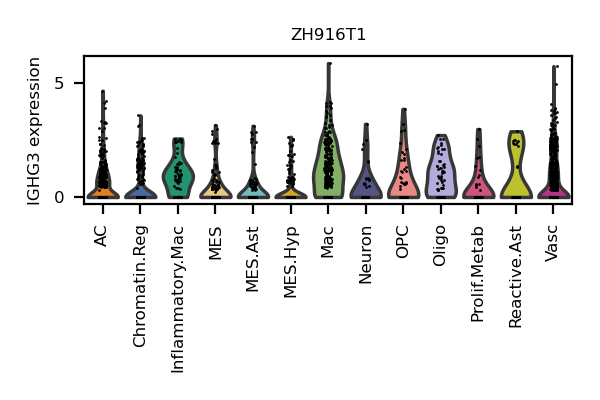 ZH916T1
IGHG3 expression
5
0
AC
Chromatin.Reg
Inflammatory.Mac
MES
MES.Ast
MES.Hyp
Mac
Neuron
OPC
Oligo
Prolif.Metab
Reactive.Ast
Vasc